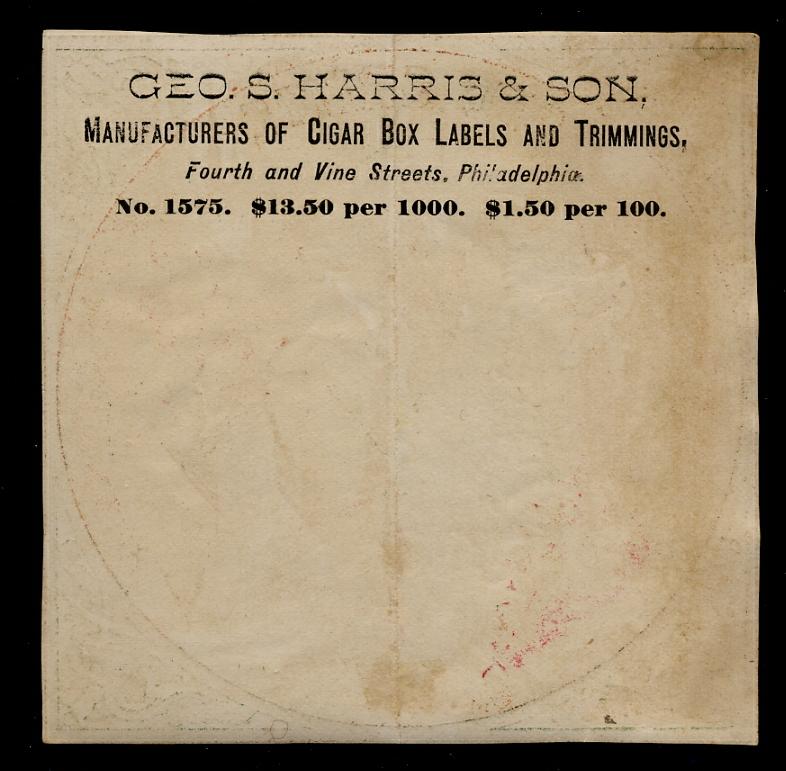 GEO. S. HARRIS & SON,
MANUFACTURERS OF CIGAR BOX LABELS AND TRIMMINGS,
Fourth and Vine Streets, Philadelphia.
No. 1575. $13.50 per 1000. $1.50 per 100.